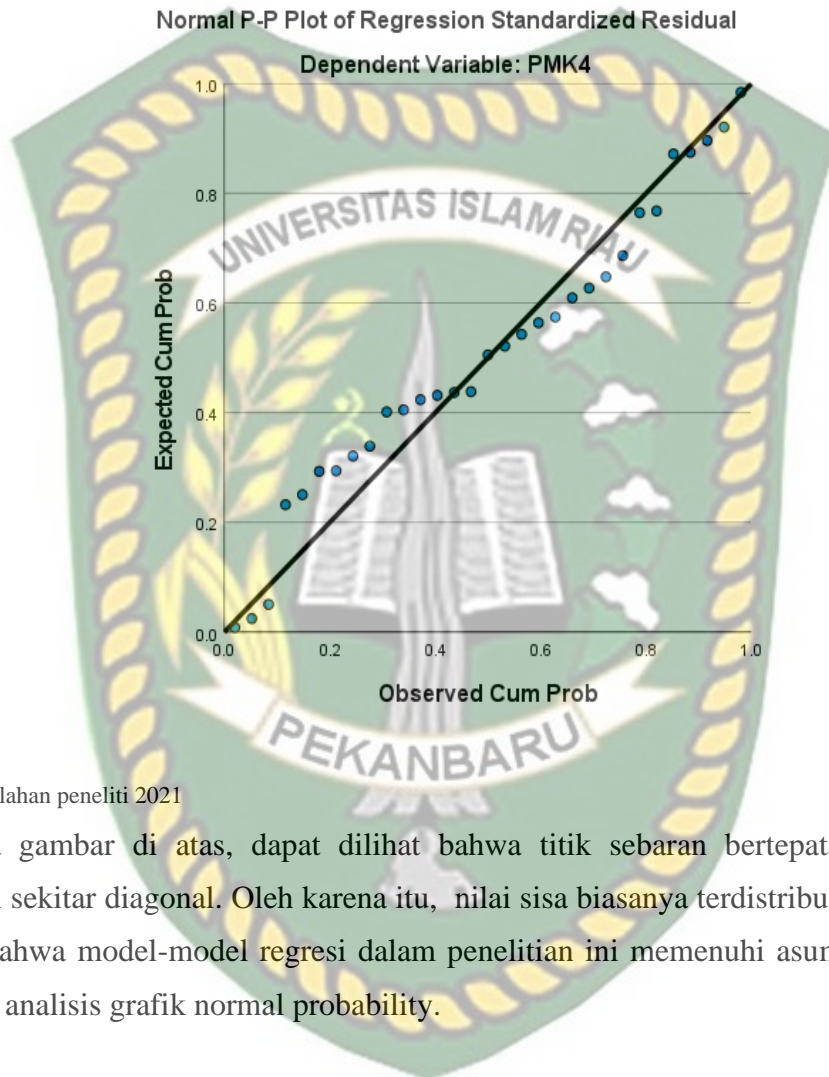 Normal P-P Plot of Regression Standardized Residual
Dependent Variable: PMK4
1.0
0.8
0.6
0.4
0.2
0.0
0.0 0.2 0.4 0.6 0.8 1.0
Expected Cum Prob
Observed Cum Prob
UNIVERSITAS ISLAM RIAU
PEKANBARU
lahan peneliti 2021
gambar di atas, dapat dilihat bahwa titik sebaran bertepat
sekitar diagonal. Oleh karena itu, nilai sisa biasanya terdistribu
bahwa model-model regresi dalam penelitian ini memenuhi asun
analisis grafik normal probability.